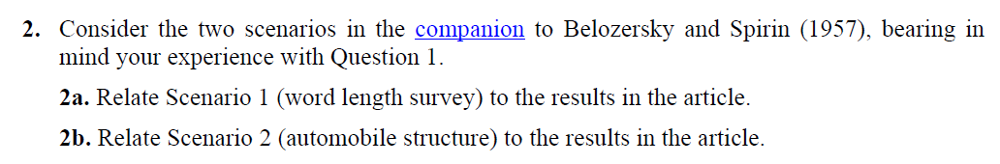 2. Consider the two scenarios in the companion to Belozersky and Spirin (1957), bearing in
mind your experience with Question 1.
2a. Relate Scenario 1 (word length survey) to the results in the article.
2b. Relate Scenario 2 (automobile structure) to the results in the article.